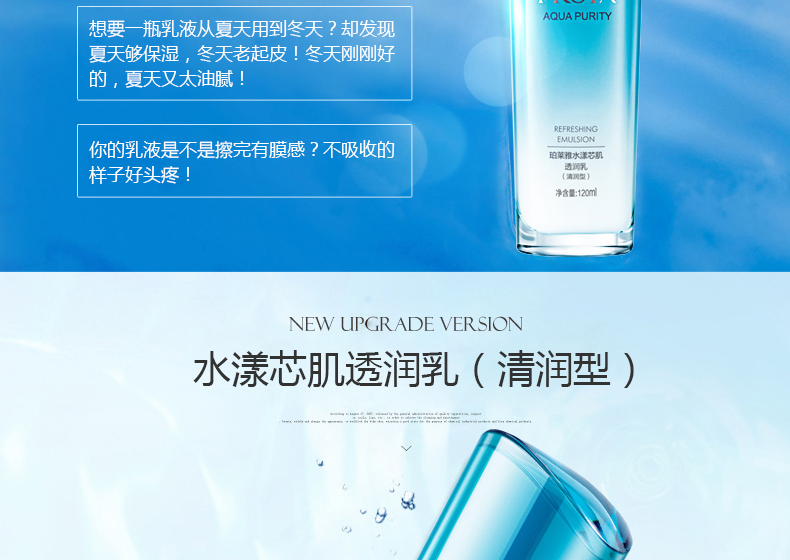 想要一瓶乳液从夏天用到冬天？却发现
夏天够保湿，冬天老起皮！冬天刚刚好
的，夏天又太油腻！
你的乳液是不是擦完有膜感？不吸收的
样子好头疼！
AQUA PURITY
REFRESHING
EMULSION
珀莱雅水漾芯肌
透润乳
（清润型）
净含量:120ml
NEW UPGRADE VERSION
水漾芯肌透润乳（清润型）